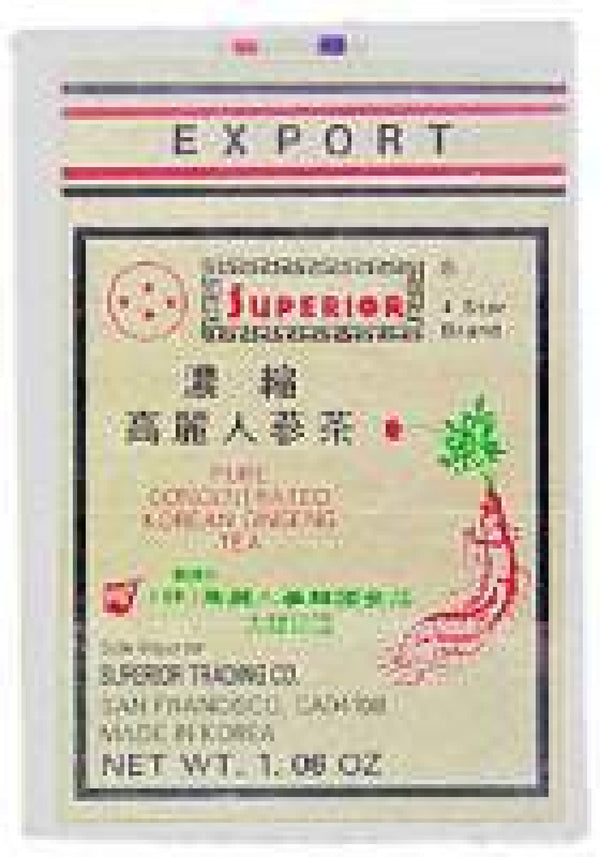 EXPORT
SUPERIOR
4 Star
Brand
濃縮
高麗人蔘茶
PURE
CONCENTRATED
KOREAN GINSENG
TEA
SUPERIOR TRADING CO.
SAN FRANCISCO,
MADE IN KOREA
NET WT. 1.06 OZ